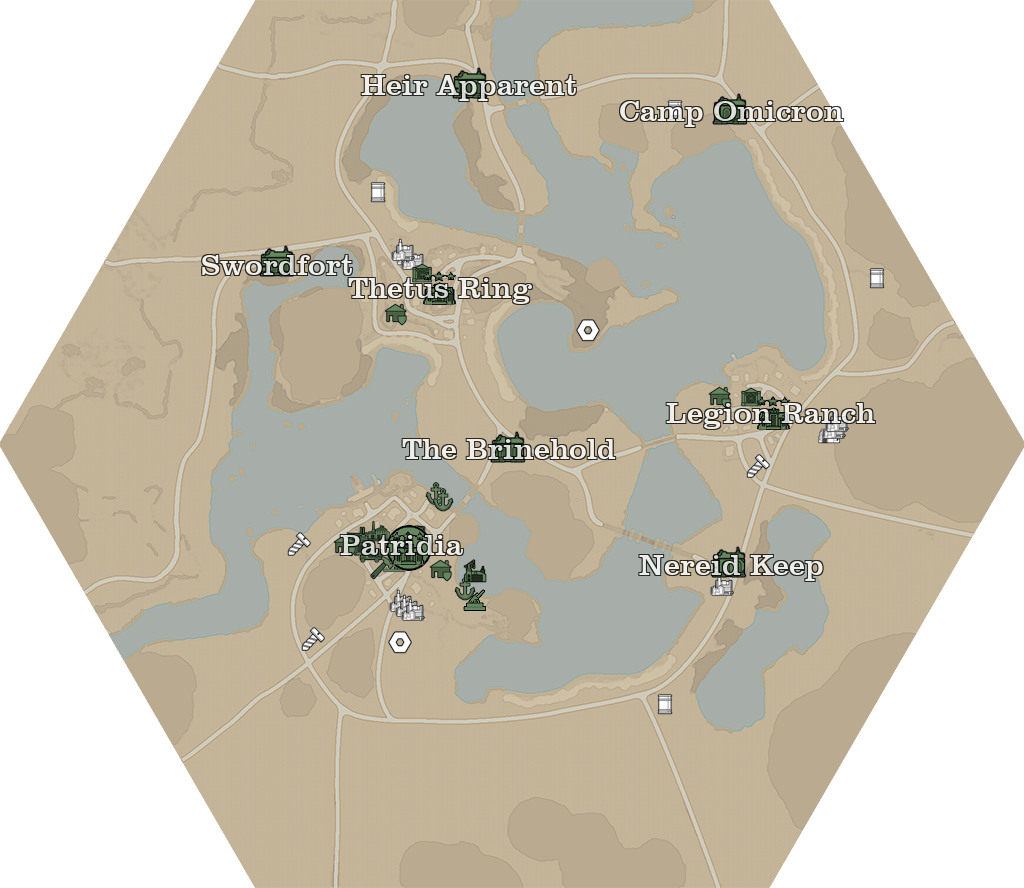 Heir Apparent
Camp Omicron
Swordfort
Thetus Ring
Legion Ranch
The Brinehold
Patridia
Nereid Keep